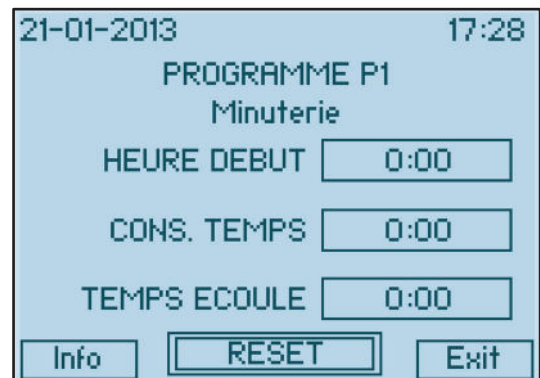 21-01-2013 17:28
PROGRAMME P1
Minuterie
HEURE DEBUT 0:00
CONS. TEMPS 0:00
TEMPS ECOULE 0:00
Info RESET Exit